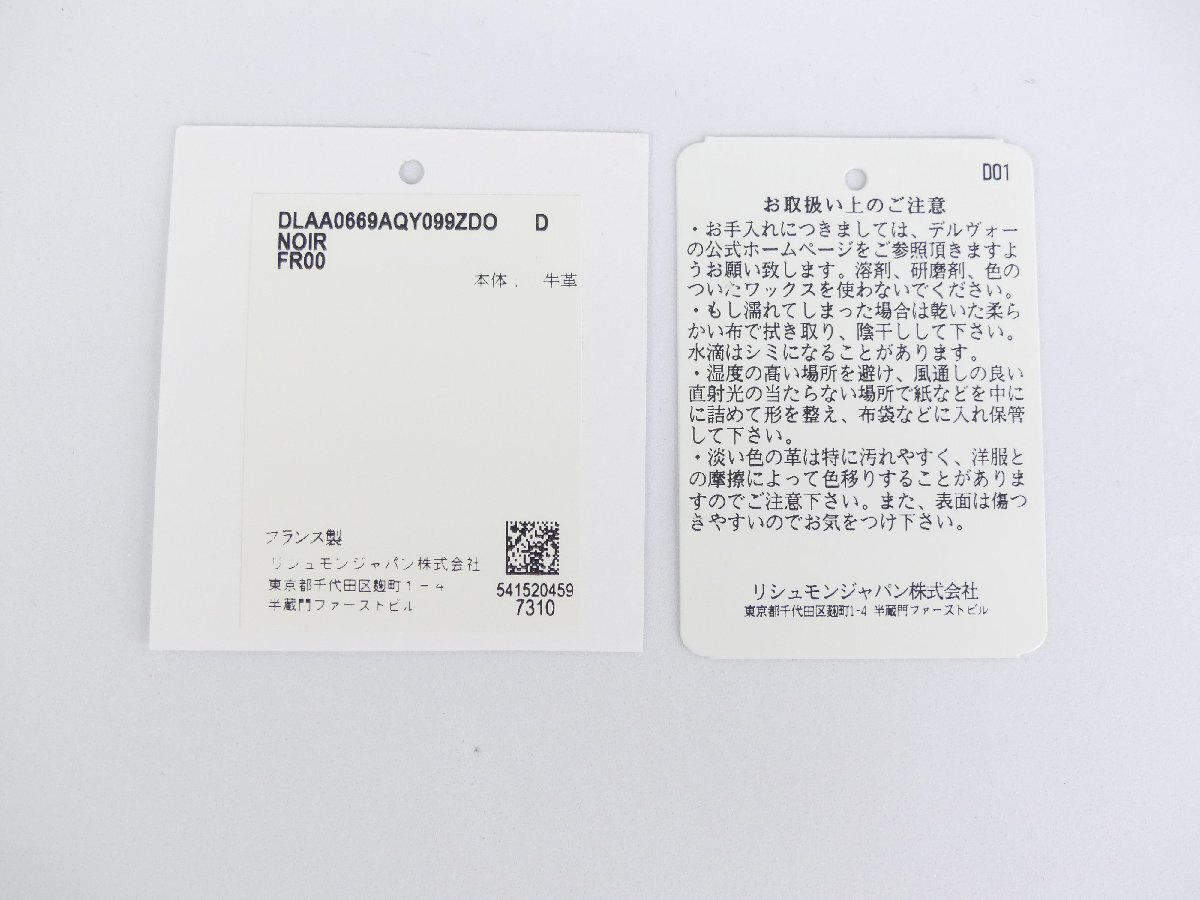 DLAA0669AQY099ZDO D
NOIR
FR00
本体. 牛革
フランス製
リシュモンジャパン株式会社
東京都千代田区麹町1-4
半蔵門ファーストビル
541520459
7310
D01
お取扱い上のご注意
・お手入れにつきましては、デルヴォー
の公式ホームページをご参照頂きますよ
うお願い致します。溶剤、研磨剤、色の
ついたワックスを使わないでください。
・もし濡れてしまった場合は乾いた柔ら
かい布で拭き取り、陰干しして下さい。
水滴はシミになることがあります。
・湿度の高い場所を避け、風通しの良い
直射光の当たらない場所で紙などを中に
に詰めて形を整え、布袋などに入れ保管
して下さい。
・淡い色の革は特に汚れやすく、洋服と
の摩擦によって色移りすることがありま
すのでご注意下さい。また、表面は傷つ
きやすいのでお気をつけ下さい。
リシュモンジャパン株式会社
東京都千代田区麹町1-4 半蔵門ファーストビル